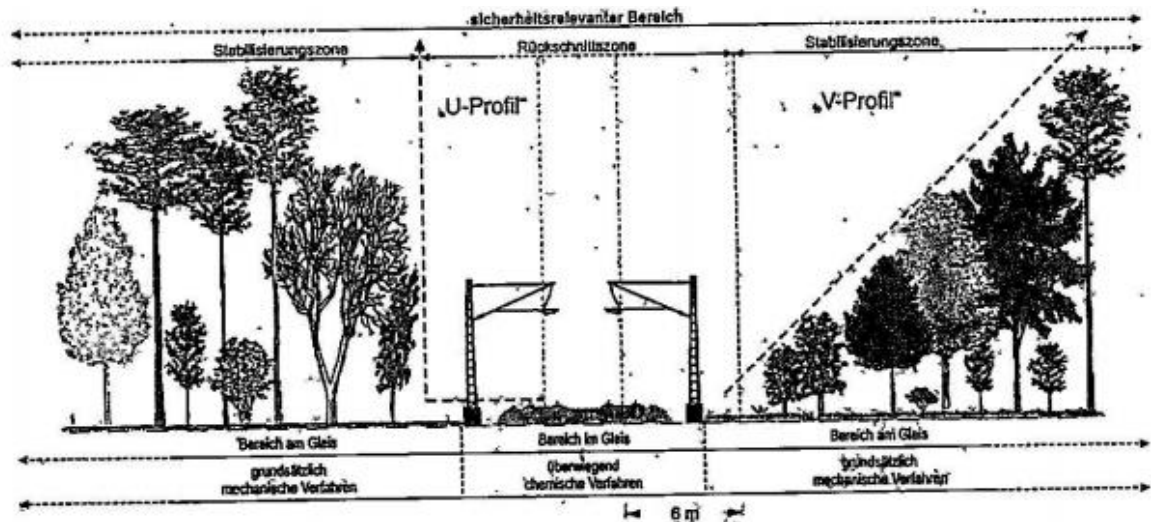 sicherheitsrelevanter Bereich
Stabilisierungszone
Rückschnittszone
Stabilisierungszone
„U-Profil“
„V-Profil“
Bereich am Gleis
Bereich im Gleis
Bereich am Gleis
grundsätzlich
mechanische Verfahren
überwiegend
chemische Verfahren
grundsätzlich
mechanische Verfahren
6 m